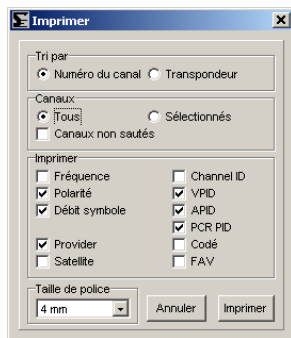 Imprimer
Tri par
Numéro du canal Transpondeur
Canaux
Tous Sélectionnés
Canaux non sautés
Imprimer
Fréquence Channel ID
Polarité VPID
Débit symbole APID
PCR PID
Provider Codé
Satellite FAV
Taille de police
4 mm Annuler Imprimer